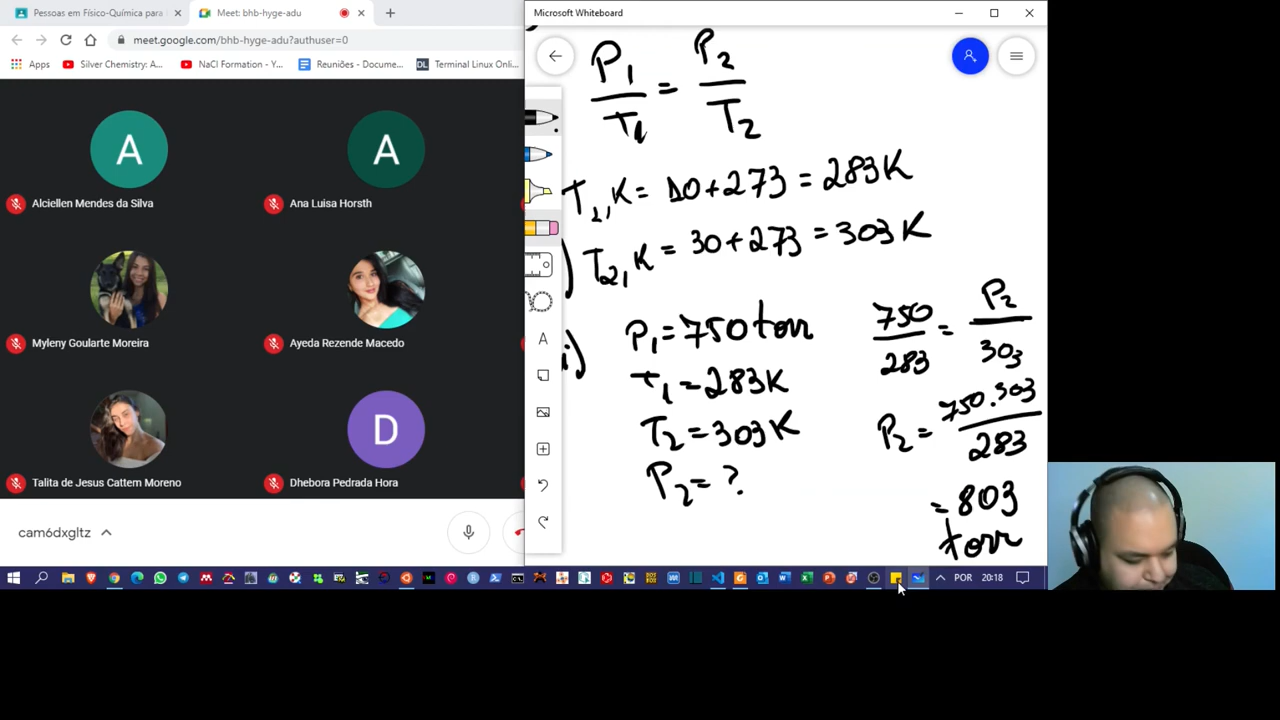 Pessoas em Físico-Química para
Meet: bhb-hyge-adu
Microsoft Whiteboard
meet.google.com/bhb-hyge-adu?authuser=0
Apps
Silver Chemistry: A...
NaCl Formation - Y...
Reuniões - Docume...
Terminal Linux Onli...
A
Alciellen Mendes da Silva
A
Ana Luisa Horsth
Myleny Goularte Moreira
Ayeda Rezende Macedo
Talita de Jesus Cattem Moreno
D
Dhebora Pedrada Hora
cam6dxgltz
P1/T1 = P2/T2
T2,K = 10+273 = 283K
) T2,K = 30+273 = 303K
i) P1 = 750 torr
T1 = 283K
T2 = 303K
P2 = ?
750/283 = P2/303
P2 = 750.303/283
= 803
torr
A
POR
20:18